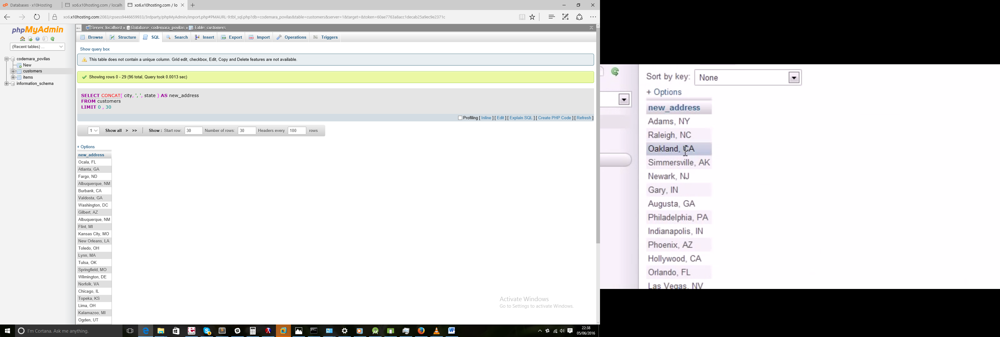 Databases - x10Hosting
xo6.x10hosting.com / localh
xo6.x10hosting.com / lo
xo6.x10hosting.com:2083/cpsess9446659933/3rdparty/phpMyAdmin/import.php#PMAURL-9:tbl_sql.php?db=codemara_povilas&table=customers&server=1&target=&token=60ae7763a8acc1decab25a9ec9e2371c
phpMyAdmin
(Recent tables) ...
codemara_povilas
New
customers
items
information_schema
Server: localhost » Database: codemara_povilas » Table: customers
Browse Structure SQL Search Insert Export Import Operations Triggers
Show query box
This table does not contain a unique column. Grid edit, checkbox, Edit, Copy and Delete features are not available.
Showing rows 0 - 29 (96 total, Query took 0.0013 sec)
SELECT CONCAT( city, ', ', state ) AS new_address
FROM customers
LIMIT 0 , 30
Profiling [ Inline ] [ Edit ] [ Explain SQL ] [ Create PHP Code ] [ Refresh ]
1 Show all > >> Show : Start row: 30 Number of rows: 30 Headers every 100 rows
+ Options
new_address
Ocala, FL
Atlanta, GA
Fargo, ND
Albuquerque, NM
Burbank, CA
Valdosta, GA
Washington, DC
Gilbert, AZ
Albuquerque, NM
Flint, MI
Kansas City, MO
New Orleans, LA
Toledo, OH
Lynn, MA
Tulsa, OK
Springfield, MO
Wilmington, DE
Norfolk, VA
Chicago, IL
Topeka, KS
Lima, OH
Kalamazoo, MI
Ogden, UT
Activate Windows
Go to Settings to activate Windows.
I'm Cortana. Ask me anything.
22:38
05/06/2016
Sort by key: None
+ Options
new_address
Adams, NY
Raleigh, NC
Oakland, CA
Simmersville, AK
Newark, NJ
Gary, IN
Augusta, GA
Philadelphia, PA
Indianapolis, IN
Phoenix, AZ
Hollywood, CA
Orlando, FL
Las Vegas, NV